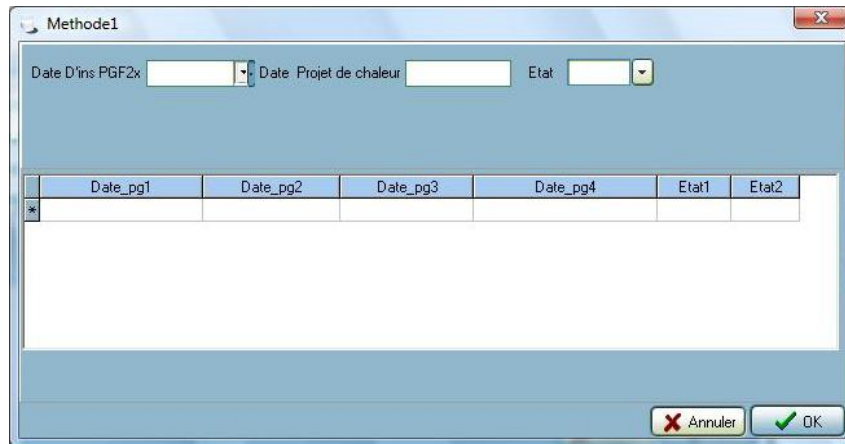 Methode1
Date D'ins PGF2x Date Projet de chaleur Etat
Date_pg1 Date_pg2 Date_pg3 Date_pg4 Etat1 Etat2
*
Annuler OK